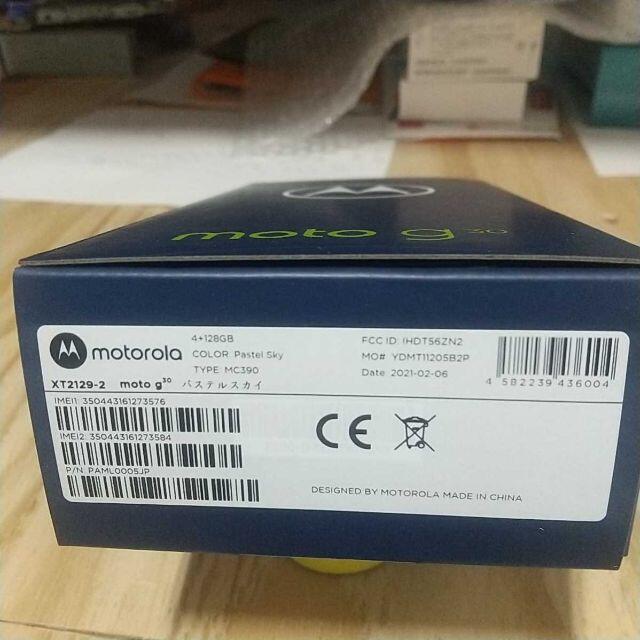 moto g30
motorola
4+128GB
COLOR: Pastel Sky
TYPE: MC390
XT2129-2 moto g30 パステルスカイ
FCC ID: IHDT56ZN2
MO# YDMT11205B2P
Date: 2021-02-06
4 582239 436004
IMEI1: 350443161273576
IMEI2: 350443161273584
P/N: PAML0005JP
CE
DESIGNED BY MOTOROLA MADE IN CHINA